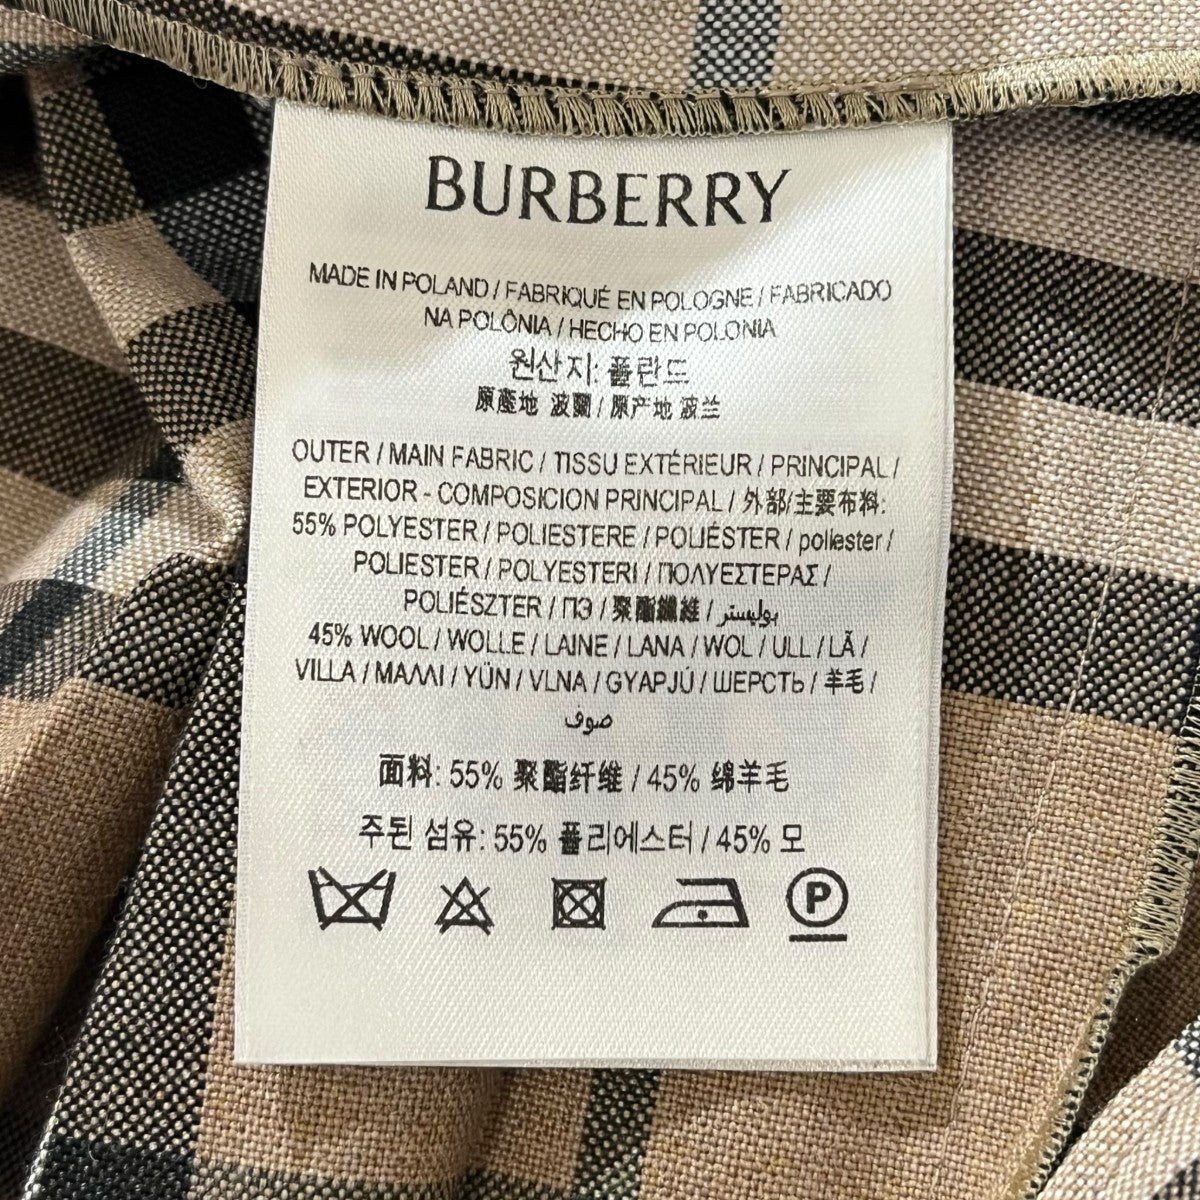 BURBERRY
MADE IN POLAND / FABRIQUÉ EN POLOGNE / FABRICADO
NA POLÔNIA / HECHO EN POLONIA
원산지: 폴란드
原產地 波蘭 / 原产地 波兰
OUTER / MAIN FABRIC / TISSU EXTÉRIEUR / PRINCIPAL /
EXTERIOR - COMPOSICION PRINCIPAL / 外部/主要布料:
55% POLYESTER / POLIESTERE / POLIÉSTER / poliester /
POLIESTER / POLYESTERI / ΠΟΛΥΕΣΤΕΡΑΣ /
POLIÉSZTER / ПЭ / 聚酯纖維 / بوليستر
45% WOOL / WOLLE / LAINE / LANA / WOL / ULL / LÃ /
VILLA / ΜΑΛΛΙ / YÜN / VLNA / GYAPJÚ / ШЕРСТЬ / 羊毛 /
صوف
面料: 55% 聚酯纤维 / 45% 绵羊毛
주된 섬유: 55% 폴리에스터 / 45% 모
P